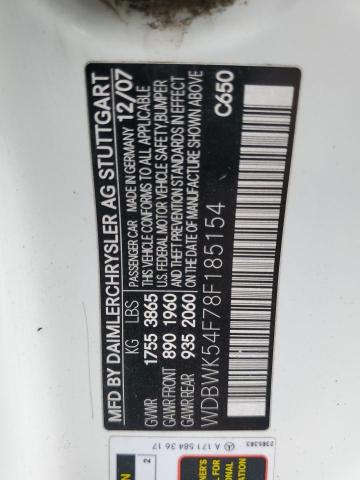 MFD BY DAIMLERCHRYSLER AG STUTTGART
PASSENGER CAR MADE IN GERMANY 12/07
KG LBS
GVWR 1755 3865
GAWR FRONT 890 1960
GAWR REAR 935 2060
THIS VEHICLE CONFORMS TO ALL APPLICABLE
U.S. FEDERAL MOTOR VEHICLE SAFETY/BUMPER
AND THEFT PREVENTION STANDARDS IN EFFECT
ON THE DATE OF MANUFACTURE SHOWN ABOVE
C650
WDBWK54F78F185154
A 171 584 36 17
2